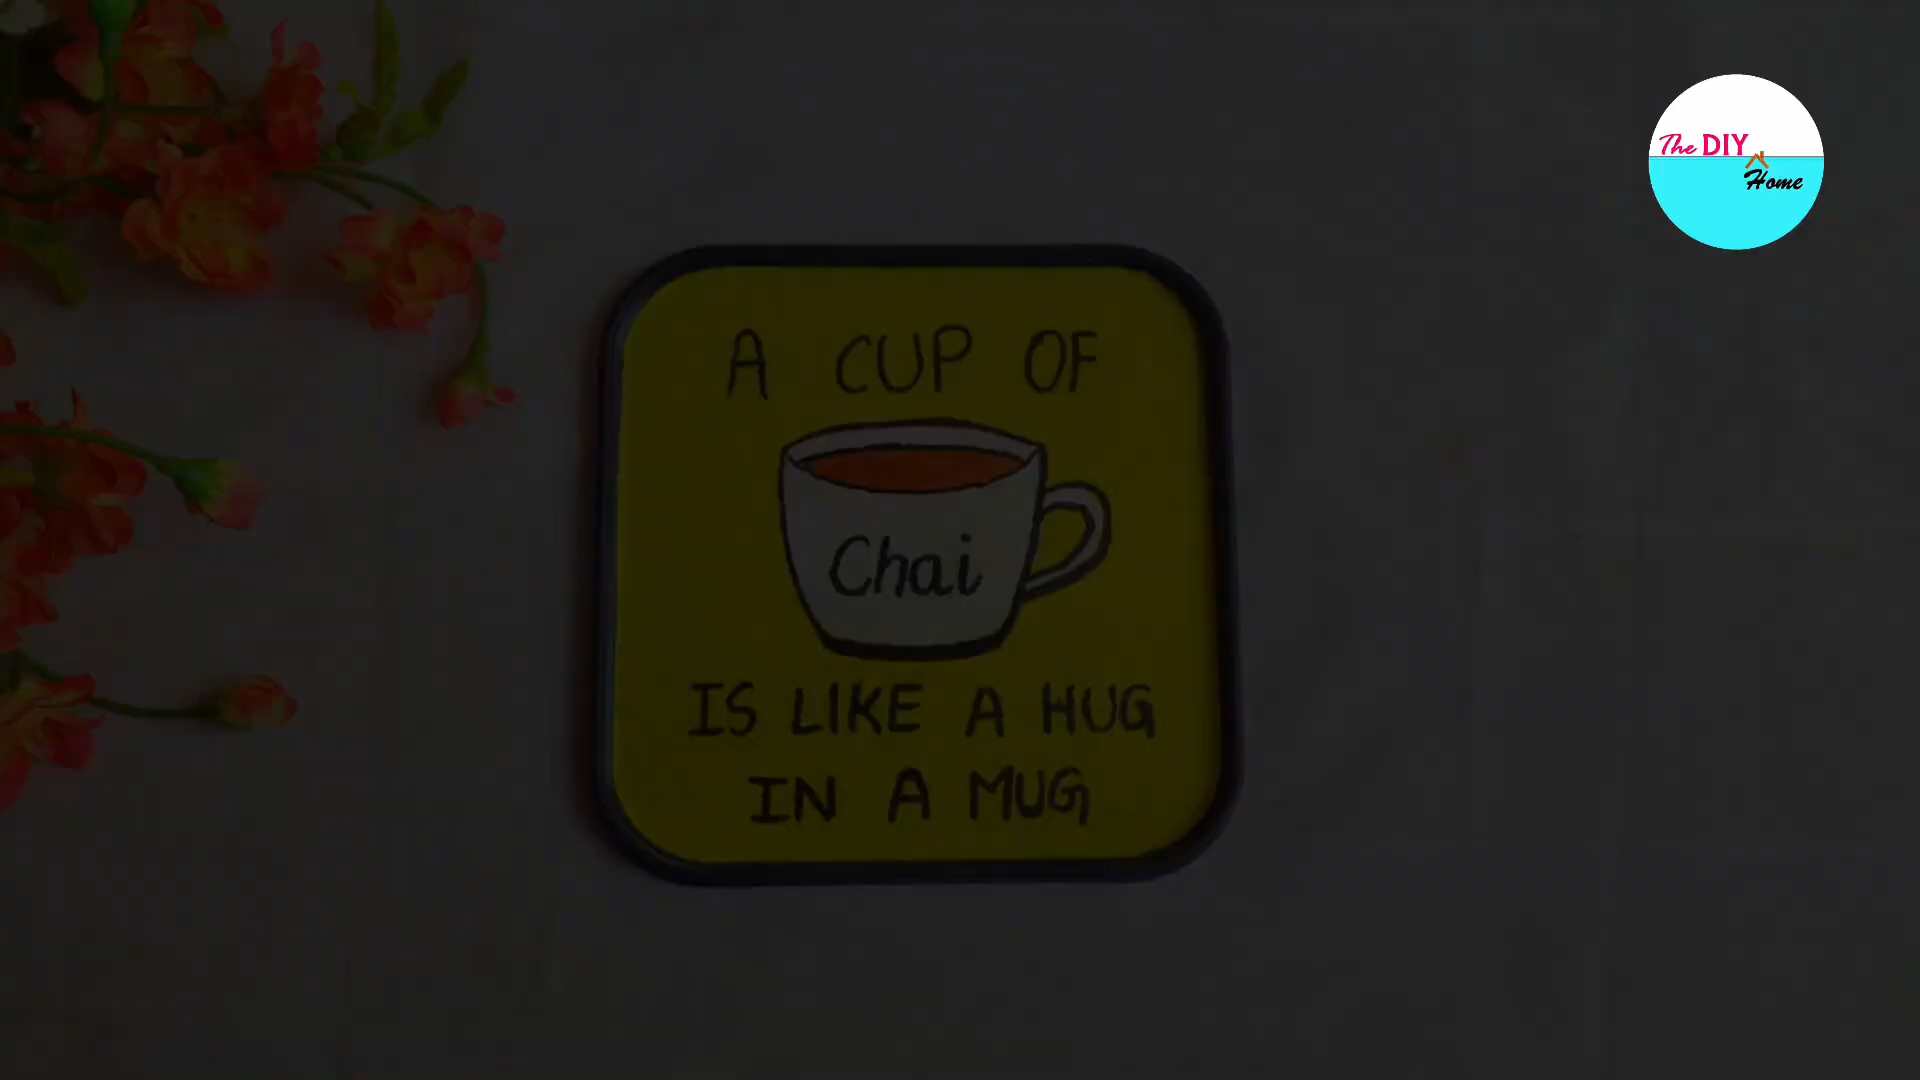 The DIY
Home
A CUP OF
Chai
IS LIKE A HUG
IN A MUG